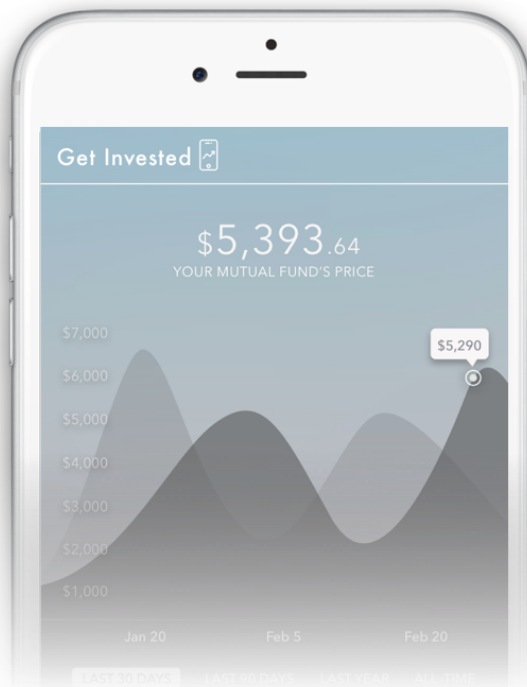 Get Invested
$5,393.64
YOUR MUTUAL FUND'S PRICE
$7,000
$5,290
$6,000
$5,000
$4,000
$3,000
$2,000
$1,000
Jan 20 Feb 5 Feb 20
LAST 30 DAYS LAST 90 DAYS LAST YEAR ALL-TIME